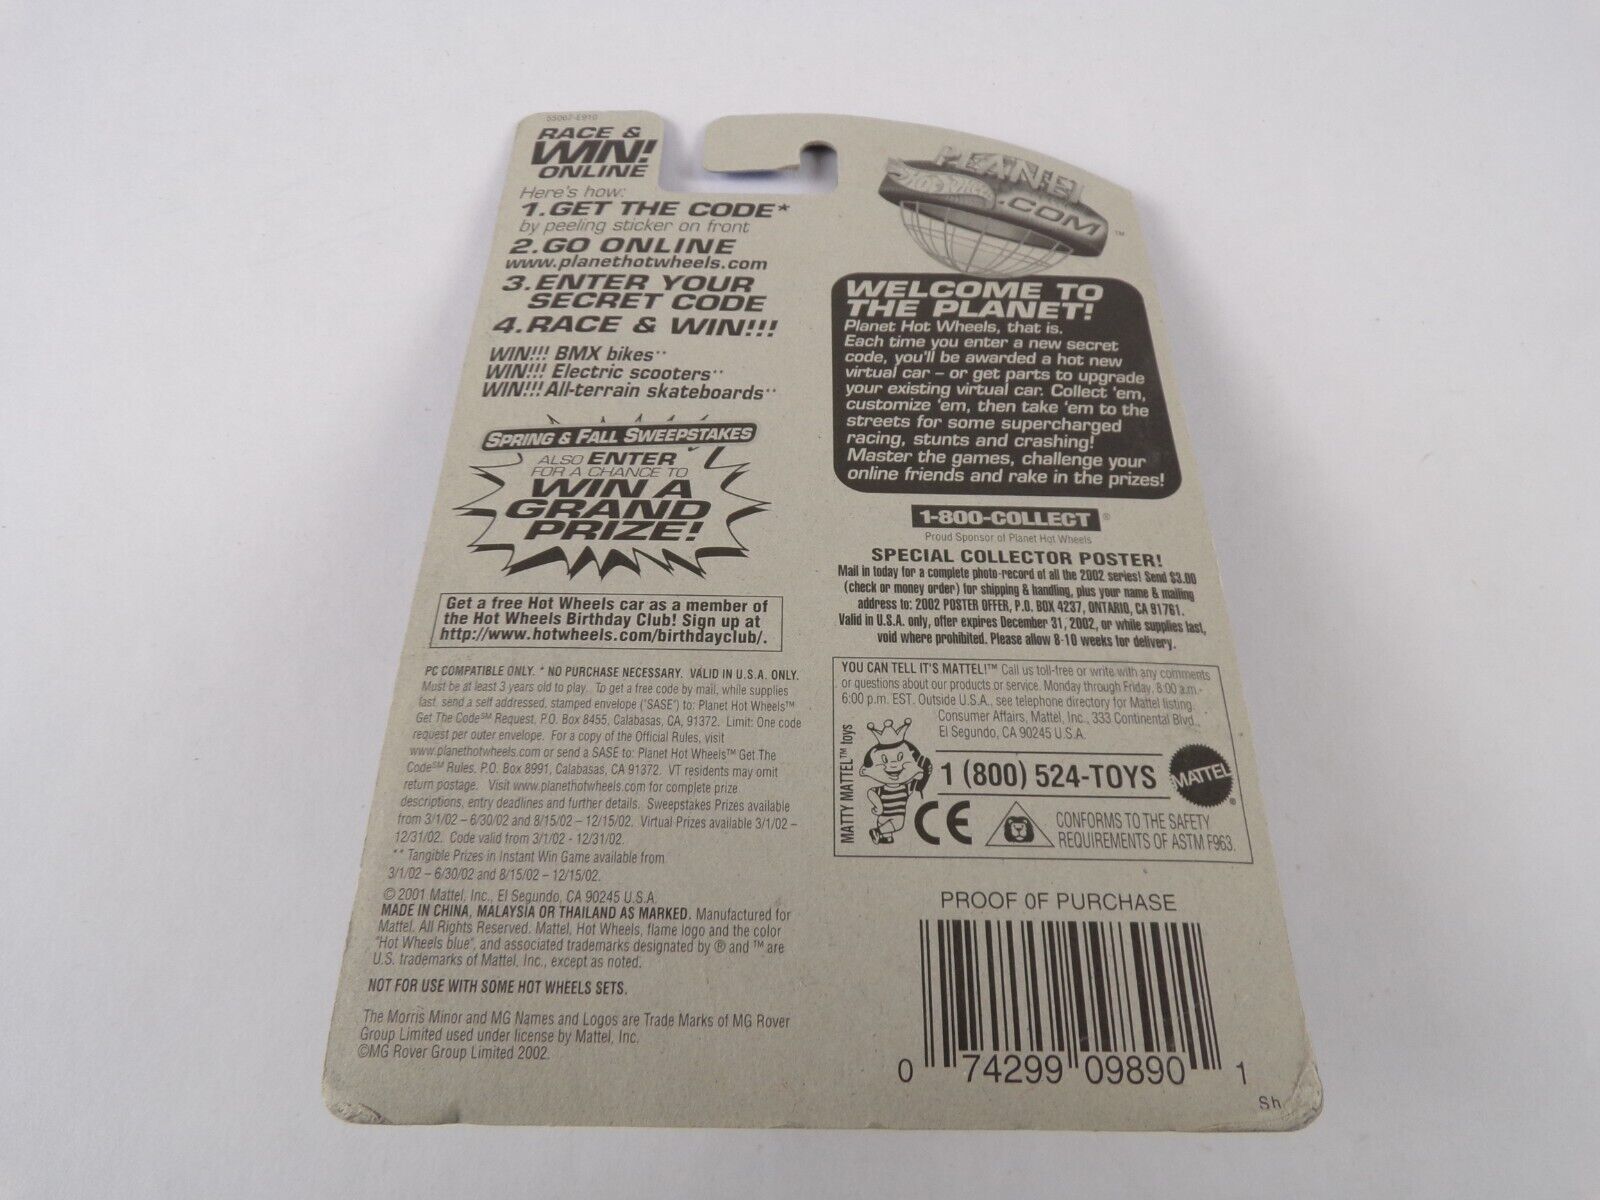 55067-E910
RACE &
WIN!
ONLINE
Here's how:
1. GET THE CODE*
by peeling sticker on front
2. GO ONLINE
www.planethotwheels.com
3. ENTER YOUR
SECRET CODE
4. RACE & WIN!!!
WIN!!! BMX bikes**
WIN!!! Electric scooters**
WIN!!! All-terrain skateboards**
SPRING & FALL SWEEPSTAKES
ALSO ENTER
FOR A CHANCE TO
WIN A
GRAND
PRIZE!
Get a free Hot Wheels car as a member of
the Hot Wheels Birthday Club! Sign up at
http://www.hotwheels.com/birthdayclub/.
PC COMPATIBLE ONLY. * NO PURCHASE NECESSARY. VALID IN U.S.A. ONLY.
Must be at least 3 years old to play. To get a free code by mail, while supplies
last, send a self addressed, stamped envelope ("SASE") to: Planet Hot Wheels™
Get The Code℠ Request, P.O. Box 8455, Calabasas, CA, 91372. Limit: One code
request per outer envelope. For a copy of the Official Rules, visit
www.planethotwheels.com or send a SASE to: Planet Hot Wheels™ Get The
Code℠ Rules, P.O. Box 8991, Calabasas, CA 91372. VT residents may omit
return postage. Visit www.planethotwheels.com for complete prize
descriptions, entry deadlines and further details. Sweepstakes Prizes available
from 3/1/02 – 6/30/02 and 8/15/02 - 12/15/02. Virtual Prizes available 3/1/02 –
12/31/02. Code valid from 3/1/02 - 12/31/02.
** Tangible Prizes in Instant Win Game available from
3/1/02 – 6/30/02 and 8/15/02 – 12/15/02.
© 2001 Mattel, Inc., El Segundo, CA 90245 U.S.A.
MADE IN CHINA, MALAYSIA OR THAILAND AS MARKED. Manufactured for
Mattel. All Rights Reserved. Mattel, Hot Wheels, flame logo and the color
"Hot Wheels blue", and associated trademarks designated by ® and ™ are
U.S. trademarks of Mattel, Inc., except as noted.
NOT FOR USE WITH SOME HOT WHEELS SETS.
The Morris Minor and MG Names and Logos are Trade Marks of MG Rover
Group Limited used under license by Mattel, Inc.
©MG Rover Group Limited 2002.
PLANET
Hot Wheels
.COM™
WELCOME TO
THE PLANET!
Planet Hot Wheels, that is.
Each time you enter a new secret
code, you'll be awarded a hot new
virtual car – or get parts to upgrade
your existing virtual car. Collect 'em,
customize 'em, then take 'em to the
streets for some supercharged
racing, stunts and crashing!
Master the games, challenge your
online friends and rake in the prizes!
1-800-COLLECT®
Proud Sponsor of Planet Hot Wheels
SPECIAL COLLECTOR POSTER!
Mail in today for a complete photo-record of all the 2002 series! Send $3.00
(check or money order) for shipping & handling, plus your name & mailing
address to: 2002 POSTER OFFER, P.O. BOX 4237, ONTARIO, CA 91761.
Valid in U.S.A. only, offer expires December 31, 2002, or while supplies last,
void where prohibited. Please allow 8-10 weeks for delivery.
YOU CAN TELL IT'S MATTEL!™ Call us toll-free or write with any comments
or questions about our products or service. Monday through Friday, 8:00 a.m.-
6:00 p.m. EST. Outside U.S.A., see telephone directory for Mattel listing.
Consumer Affairs, Mattel, Inc., 333 Continental Blvd.,
El Segundo, CA 90245 U.S.A.
MATTY MATTEL™ toys
1 (800) 524-TOYS
MATTEL®
CE
CONFORMS TO THE SAFETY
REQUIREMENTS OF ASTM F963.
PROOF OF PURCHASE
0 74299 09890 1
Sh